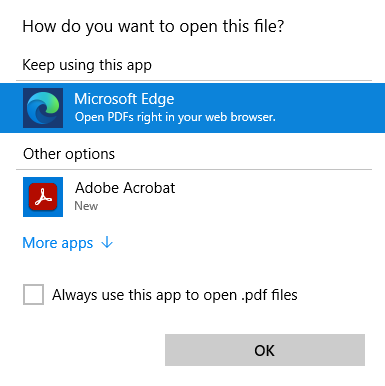 How do you want to open this file?
Keep using this app
Microsoft Edge
Open PDFs right in your web browser.
Other options
Adobe Acrobat
New
More apps ↓
Always use this app to open .pdf files
OK